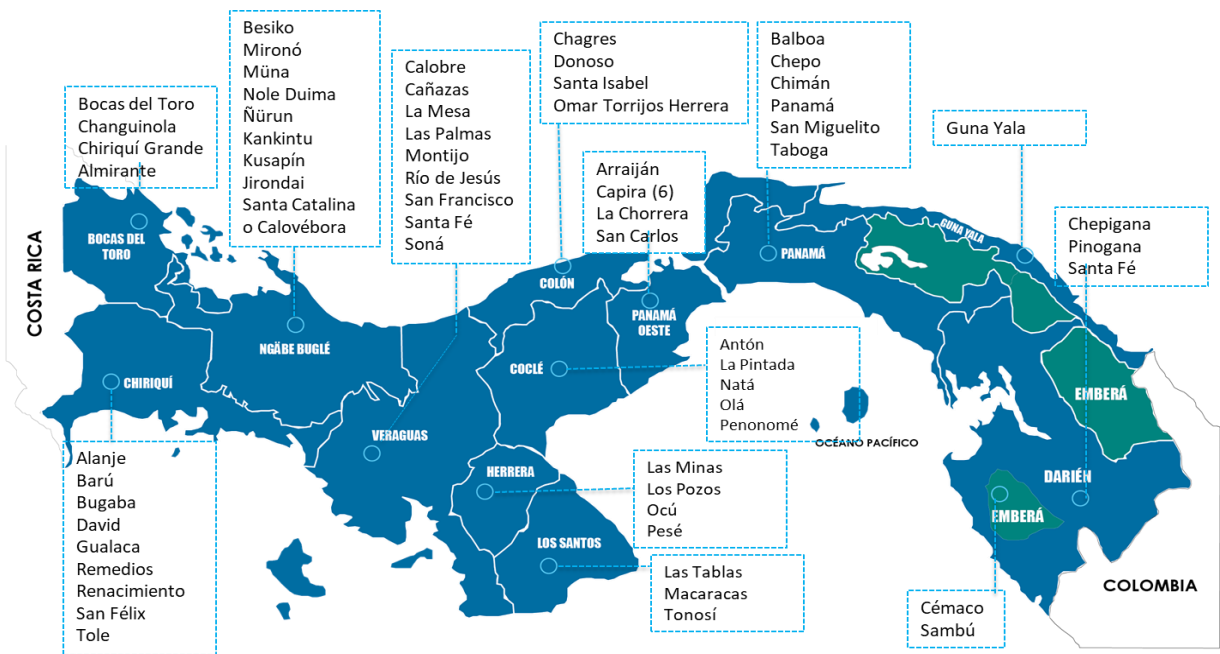 Besiko
Mironó
Müna
Nole Duima
Ñürun
Kankintu
Kusapín
Jirondai
Santa Catalina
o Calovébora
Calobre
Cañazas
La Mesa
Las Palmas
Montijo
Río de Jesús
San Francisco
Santa Fé
Soná
Chagres
Donoso
Santa Isabel
Omar Torrijos Herrera
Balboa
Chepo
Chimán
Panamá
San Miguelito
Taboga
Bocas del Toro
Changuinola
Chiriquí Grande
Almirante
Guna Yala
Arraiján
Capira (6)
La Chorrera
San Carlos
Chepigana
Pinogana
Santa Fé
COSTA RICA
BOCAS DEL
TORO
GUNA YALA
PANAMÁ
COLÓN
PANAMÁ
OESTE
NGÄBE BUGLÉ
CHIRIQUÍ
COCLÉ
Antón
La Pintada
Natá
Olá
Penonomé
EMBERÁ
VERAGUAS
OCÉANO PACÍFICO
HERRERA
Las Minas
Los Pozos
Ocú
Pesé
DARIÉN
EMBERÁ
Alanje
Barú
Bugaba
David
Gualaca
Remedios
Renacimiento
San Félix
Tole
LOS SANTOS
Las Tablas
Macaracas
Tonosí
COLOMBIA
Cémaco
Sambú